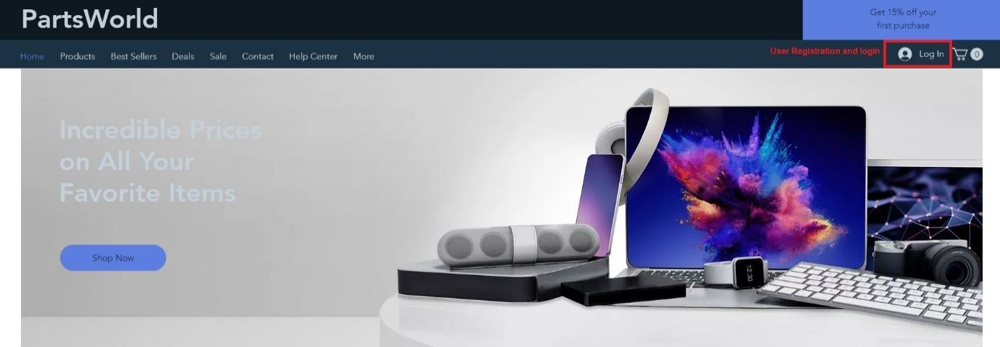 PartsWorld
Get 15% off your
first purchase
Home Products Best Sellers Deals Sale Contact Help Center More
User Registration and login
Log In
0
Incredible Prices
on All Your
Favorite Items
Shop Now
12:30